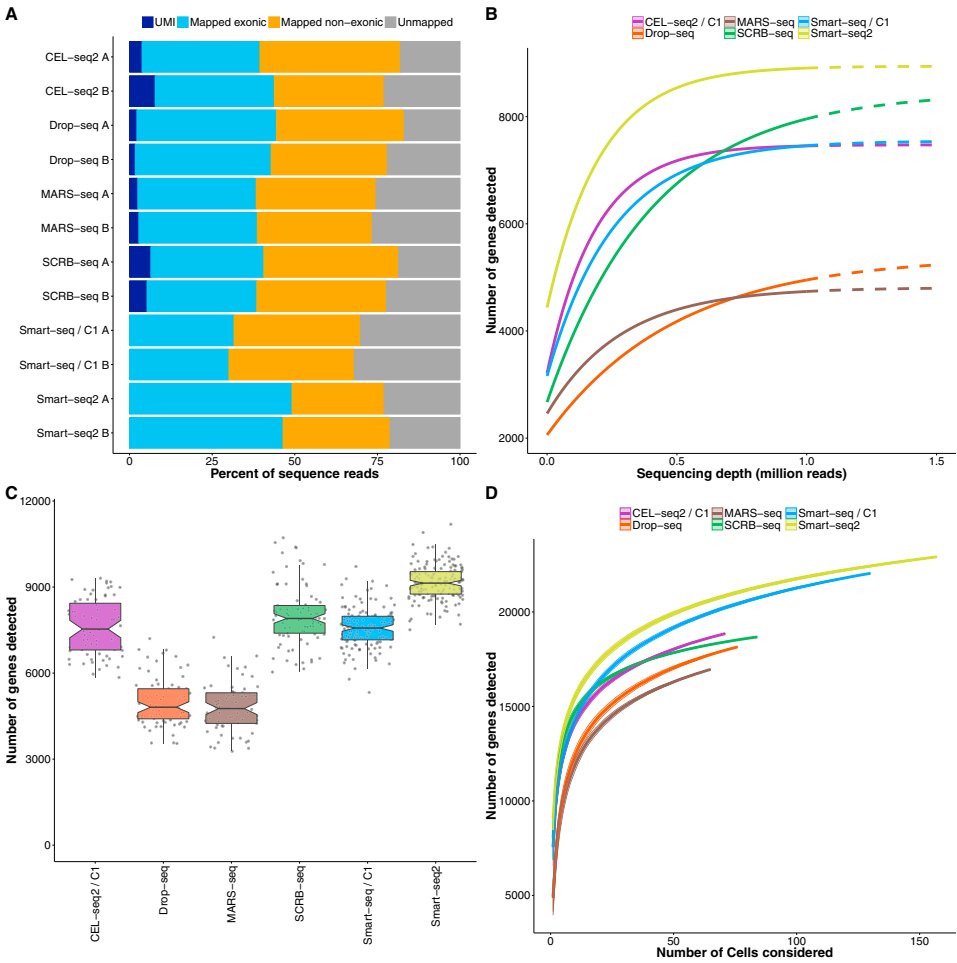 A
UMI Mapped exonic Mapped non−exonic Unmapped
CEL−seq2 A
CEL−seq2 B
Drop−seq A
Drop−seq B
MARS−seq A
MARS−seq B
SCRB−seq A
SCRB−seq B
Smart−seq / C1 A
Smart−seq / C1 B
Smart−seq2 A
Smart−seq2 B
0 25 50 75 100
Percent of sequence reads
B
CEL−seq2 / C1 MARS−seq Smart−seq / C1
Drop−seq SCRB−seq Smart−seq2
Number of genes detected
8000
6000
4000
2000
0.0 0.5 1.0 1.5
Sequencing depth (million reads)
C
Number of genes detected
12000
9000
6000
3000
0
CEL−seq2 / C1
Drop−seq
MARS−seq
SCRB−seq
Smart−seq / C1
Smart−seq2
D
CEL−seq2 / C1 MARS−seq Smart−seq / C1
Drop−seq SCRB−seq Smart−seq2
Number of genes detected
20000
15000
10000
5000
0 50 100 150
Number of Cells considered